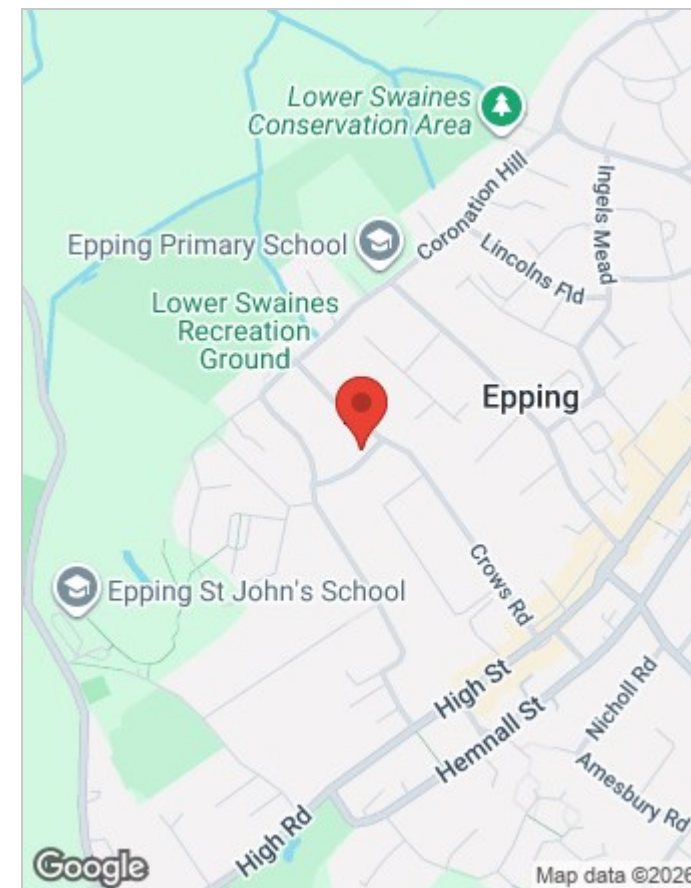 Lower Swaines
Conservation Area
Coronation Hill
Ingels Mead
Epping Primary School
Lincolns Fld
Lower Swaines
Recreation
Ground
Epping
Crows Rd
Epping St John's School
High St
Nicholl Rd
Hemnall St
Amesbury Rd
High Rd
Google
Map data ©2026